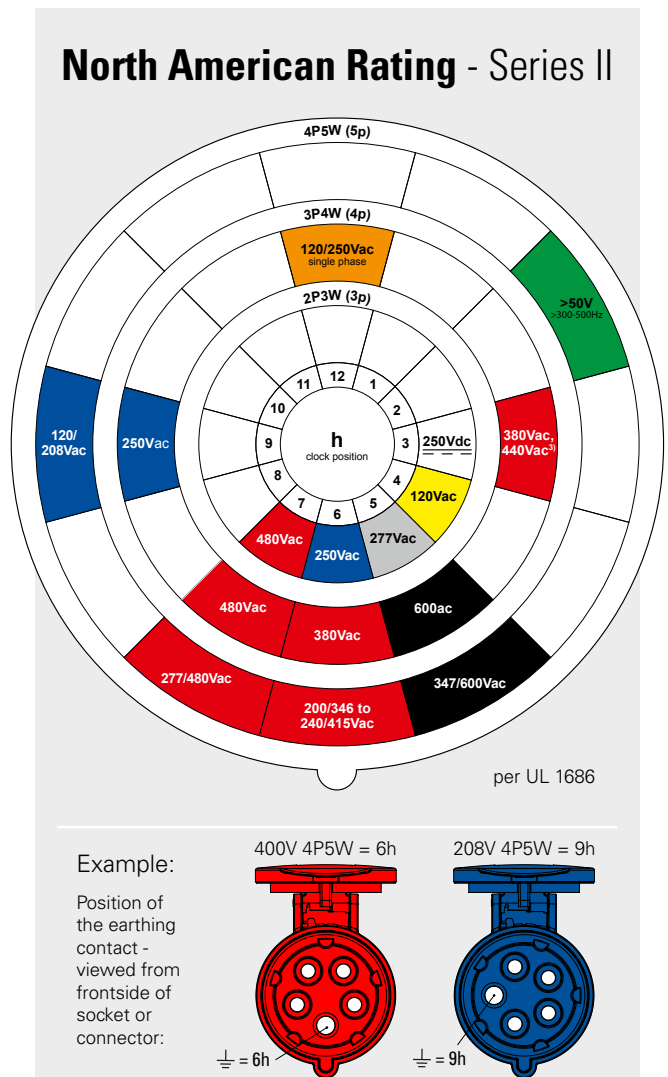 North American Rating - Series II
4P5W (5p)
3P4W (4p)
120/250Vac
single phase
>50V
>300-500Hz
2P3W (3p)
12
11
1
10
2
120/
208Vac
250Vac
9
h
clock position
3
250Vdc
380Vac,
440Vac³⁾
8
4
120Vac
7
6
5
480Vac
250Vac
277Vac
480Vac
380Vac
600ac
277/480Vac
200/346 to
240/415Vac
347/600Vac
per UL 1686
Example:
Position of
the earthing
contact -
viewed from
frontside of
socket or
connector:
400V 4P5W = 6h
208V 4P5W = 9h
⏚ = 6h
⏚ = 9h